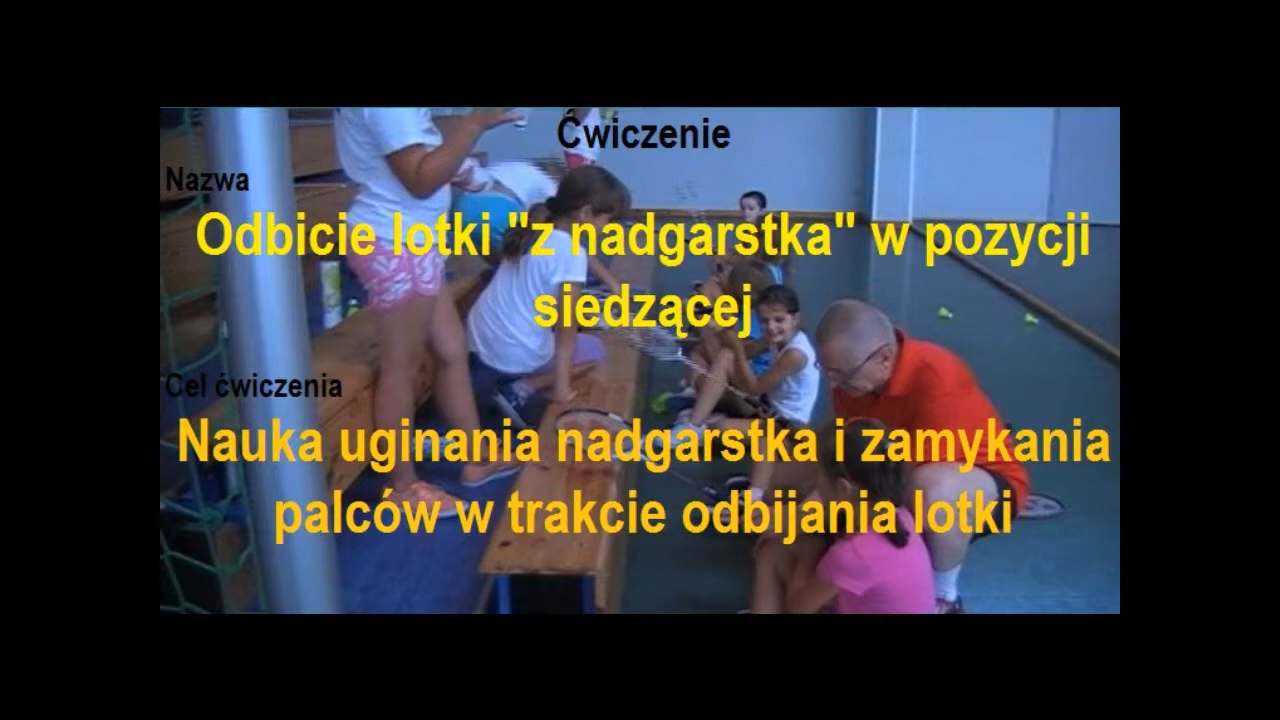 Ćwiczenie
Nazwa
Odbicie lotki "z nadgarstka" w pozycji
siedzącej
Cel ćwiczenia
Nauka uginania nadgarstka i zamykania
palców w trakcie odbijania lotki